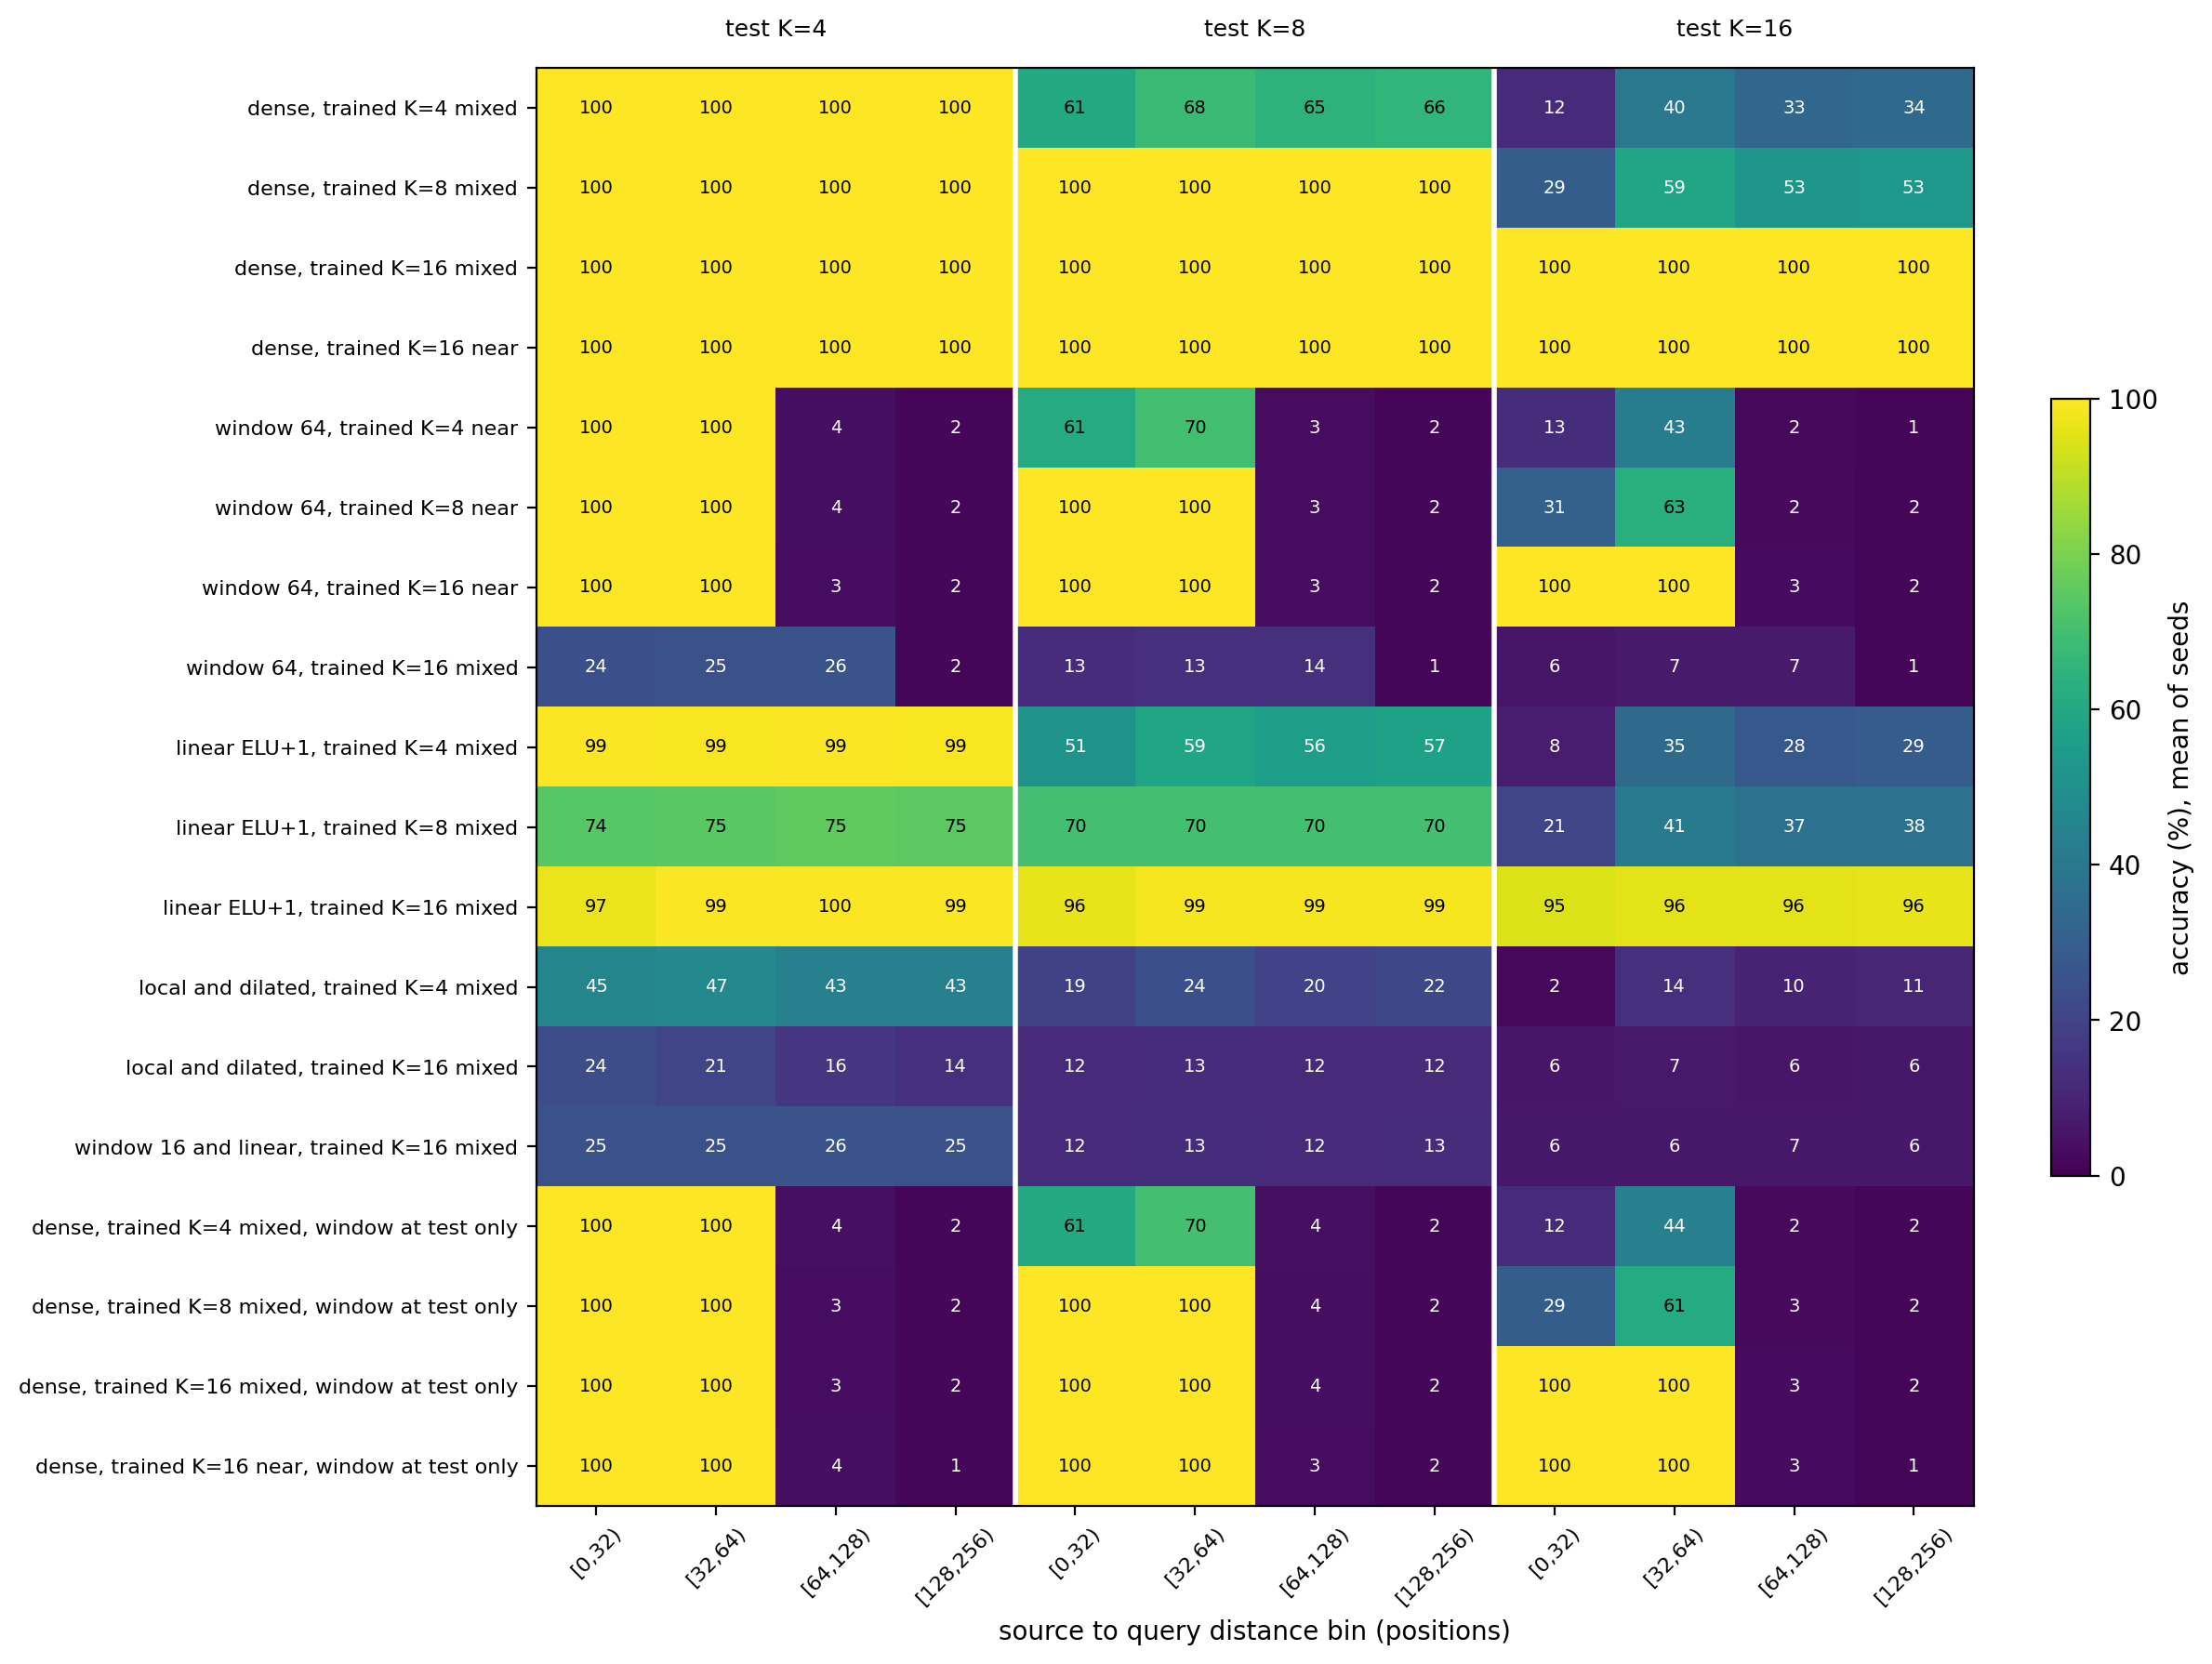 test K=4 test K=8 test K=16
dense, trained K=4 mixed 100 100 100 100 61 68 65 66 12 40 33 34
dense, trained K=8 mixed 100 100 100 100 100 100 100 100 29 59 53 53
dense, trained K=16 mixed 100 100 100 100 100 100 100 100 100 100 100 100
dense, trained K=16 near 100 100 100 100 100 100 100 100 100 100 100 100
window 64, trained K=4 near 100 100 4 2 61 70 3 2 13 43 2 1
window 64, trained K=8 near 100 100 4 2 100 100 3 2 31 63 2 2
window 64, trained K=16 near 100 100 3 2 100 100 3 2 100 100 3 2
window 64, trained K=16 mixed 24 25 26 2 13 13 14 1 6 7 7 1
linear ELU+1, trained K=4 mixed 99 99 99 99 51 59 56 57 8 35 28 29
linear ELU+1, trained K=8 mixed 74 75 75 75 70 70 70 70 21 41 37 38
linear ELU+1, trained K=16 mixed 97 99 100 99 96 99 99 99 95 96 96 96
local and dilated, trained K=4 mixed 45 47 43 43 19 24 20 22 2 14 10 11
local and dilated, trained K=16 mixed 24 21 16 14 12 13 12 12 6 7 6 6
window 16 and linear, trained K=16 mixed 25 25 26 25 12 13 12 13 6 6 7 6
dense, trained K=4 mixed, window at test only 100 100 4 2 61 70 4 2 12 44 2 2
dense, trained K=8 mixed, window at test only 100 100 3 2 100 100 4 2 29 61 3 2
dense, trained K=16 mixed, window at test only 100 100 3 2 100 100 4 2 100 100 3 2
dense, trained K=16 near, window at test only 100 100 4 1 100 100 3 2 100 100 3 1
[0,32) [32,64) [64,128) [128,256) [0,32) [32,64) [64,128) [128,256) [0,32) [32,64) [64,128) [128,256)
source to query distance bin (positions)
100
80
60
40
20
0
accuracy (%), mean of seeds